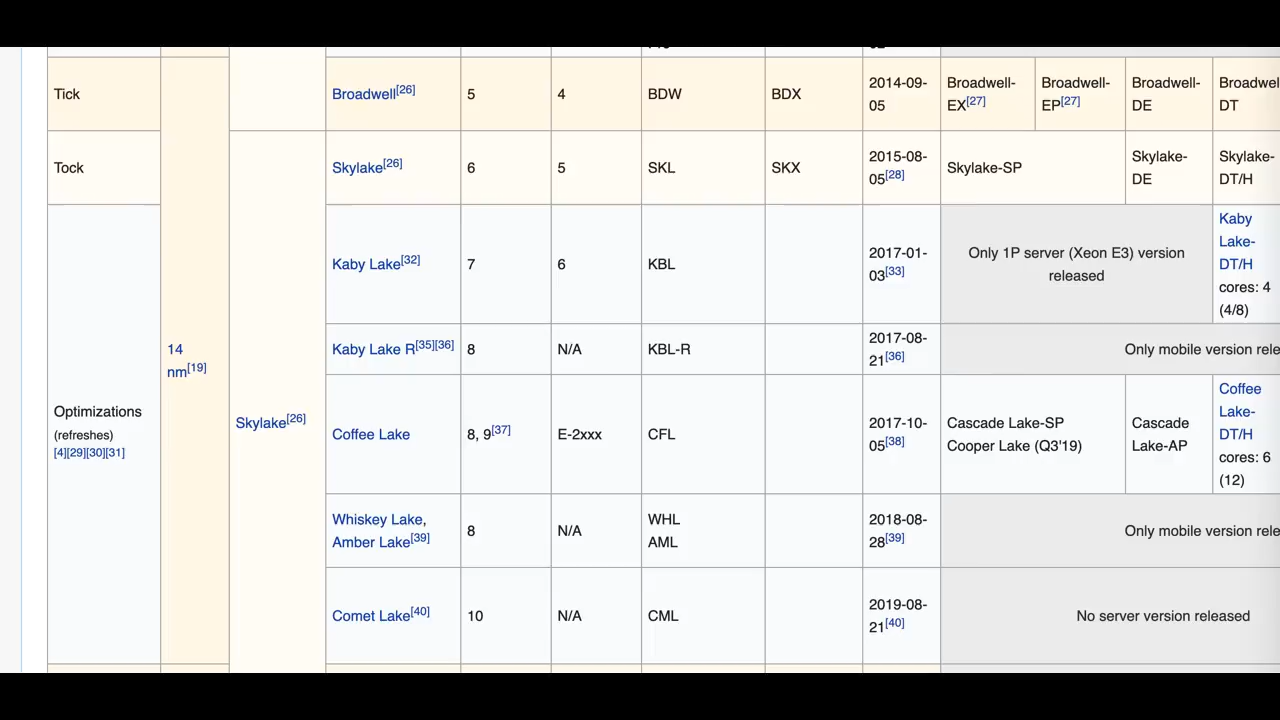 Tick
Broadwell[26]
5
4
BDW
BDX
2014-09-
05
Broadwell-
EX[27]
Broadwell-
EP[27]
Broadwell-
DE
DT
Tock
Skylake[26]
6
5
SKL
SKX
2015-08-
05[28]
Skylake-SP
Skylake-
DE
Skylake-
DT/H
Kaby Lake[32]
7
6
KBL
2017-01-
03[33]
Only 1P server (Xeon E3) version
released
Kaby
Lake-
DT/H
cores: 4
(4/8)
14
nm[19]
Kaby Lake R[35][36]
8
N/A
KBL-R
2017-08-
21[36]
Only mobile version
Optimizations
(refreshes)
[4][29][30][31]
Skylake[26]
Coffee Lake
8, 9[37]
E-2xxx
CFL
2017-10-
05[38]
Cascade Lake-SP
Cooper Lake (Q3'19)
Cascade
Lake-AP
Coffee
Lake-
DT/H
cores: 6
(12)
Whiskey Lake,
Amber Lake[39]
8
N/A
WHL
AML
2018-08-
28[39]
Only mobile version
Comet Lake[40]
10
N/A
CML
2019-08-
21[40]
No server version released